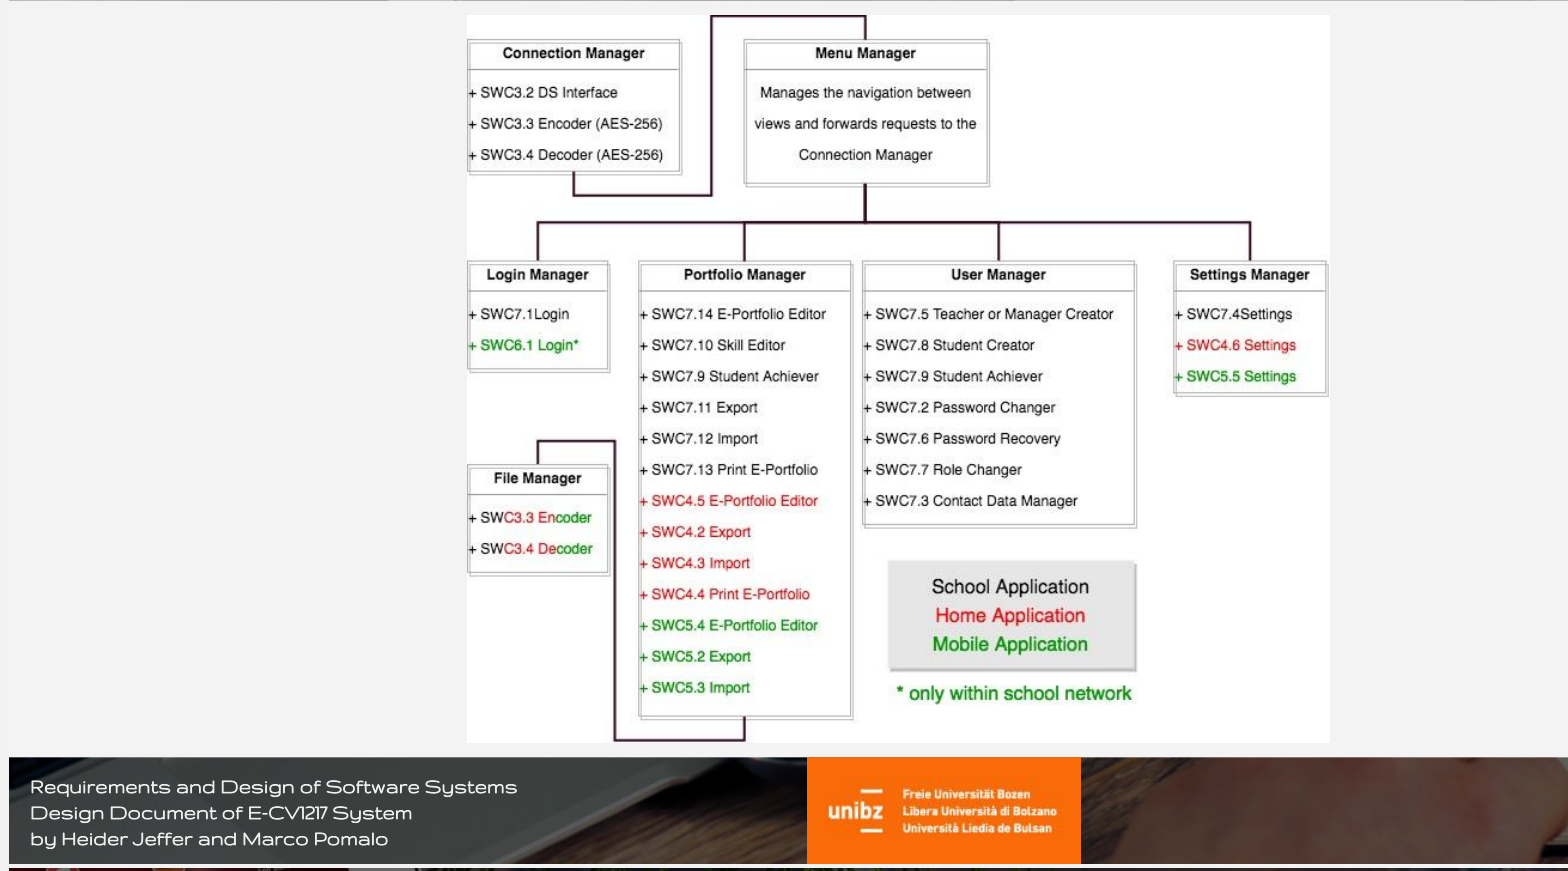 Connection Manager
+ SWC3.2 DS Interface
+ SWC3.3 Encoder (AES-256)
+ SWC3.4 Decoder (AES-256)
Menu Manager
Manages the navigation between
views and forwards requests to the
Connection Manager
Login Manager
+ SWC7.1Login
+ SWC6.1 Login*
Portfolio Manager
+ SWC7.14 E-Portfolio Editor
+ SWC7.10 Skill Editor
+ SWC7.9 Student Achiever
+ SWC7.11 Export
+ SWC7.12 Import
+ SWC7.13 Print E-Portfolio
+ SWC4.5 E-Portfolio Editor
+ SWC4.2 Export
+ SWC4.3 Import
+ SWC4.4 Print E-Portfolio
+ SWC5.4 E-Portfolio Editor
+ SWC5.2 Export
+ SWC5.3 Import
User Manager
+ SWC7.5 Teacher or Manager Creator
+ SWC7.8 Student Creator
+ SWC7.9 Student Achiever
+ SWC7.2 Password Changer
+ SWC7.6 Password Recovery
+ SWC7.7 Role Changer
+ SWC7.3 Contact Data Manager
Settings Manager
+ SWC7.4Settings
+ SWC4.6 Settings
+ SWC5.5 Settings
File Manager
+ SWC3.3 Encoder
+ SWC3.4 Decoder
School Application
Home Application
Mobile Application
* only within school network
Requirements and Design of Software Systems
Design Document of E-CV1217 System
by Heider Jeffer and Marco Pomalo
unibz
Freie Universität Bozen
Libera Università di Bolzano
Università Liedia de Bulsan